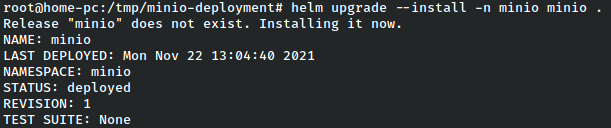 root@home-pc:/tmp/minio-deployment# helm upgrade --install -n minio minio .
Release "minio" does not exist. Installing it now.
NAME: minio
LAST DEPLOYED: Mon Nov 22 13:04:40 2021
NAMESPACE: minio
STATUS: deployed
REVISION: 1
TEST SUITE: None